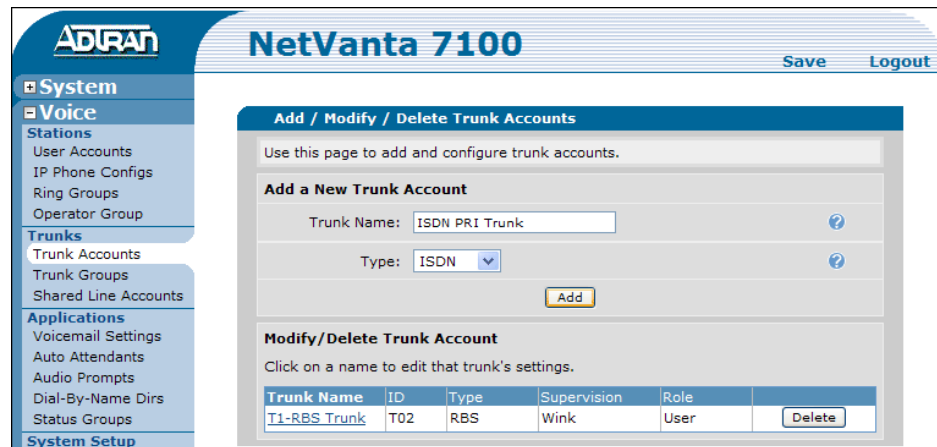 ADTRAN
NetVanta 7100
Save Logout
System
Voice
Stations
User Accounts
IP Phone Configs
Ring Groups
Operator Group
Trunks
Trunk Accounts
Trunk Groups
Shared Line Accounts
Applications
Voicemail Settings
Auto Attendants
Audio Prompts
Dial-By-Name Dirs
Status Groups
System Setup
Add / Modify / Delete Trunk Accounts
Use this page to add and configure trunk accounts.
Add a New Trunk Account
Trunk Name: ISDN PRI Trunk ?
Type: ISDN ?
Add
Modify/Delete Trunk Account
Click on a name to edit that trunk's settings.
Trunk Name ID Type Supervision Role
T1-RBS Trunk T02 RBS Wink User Delete